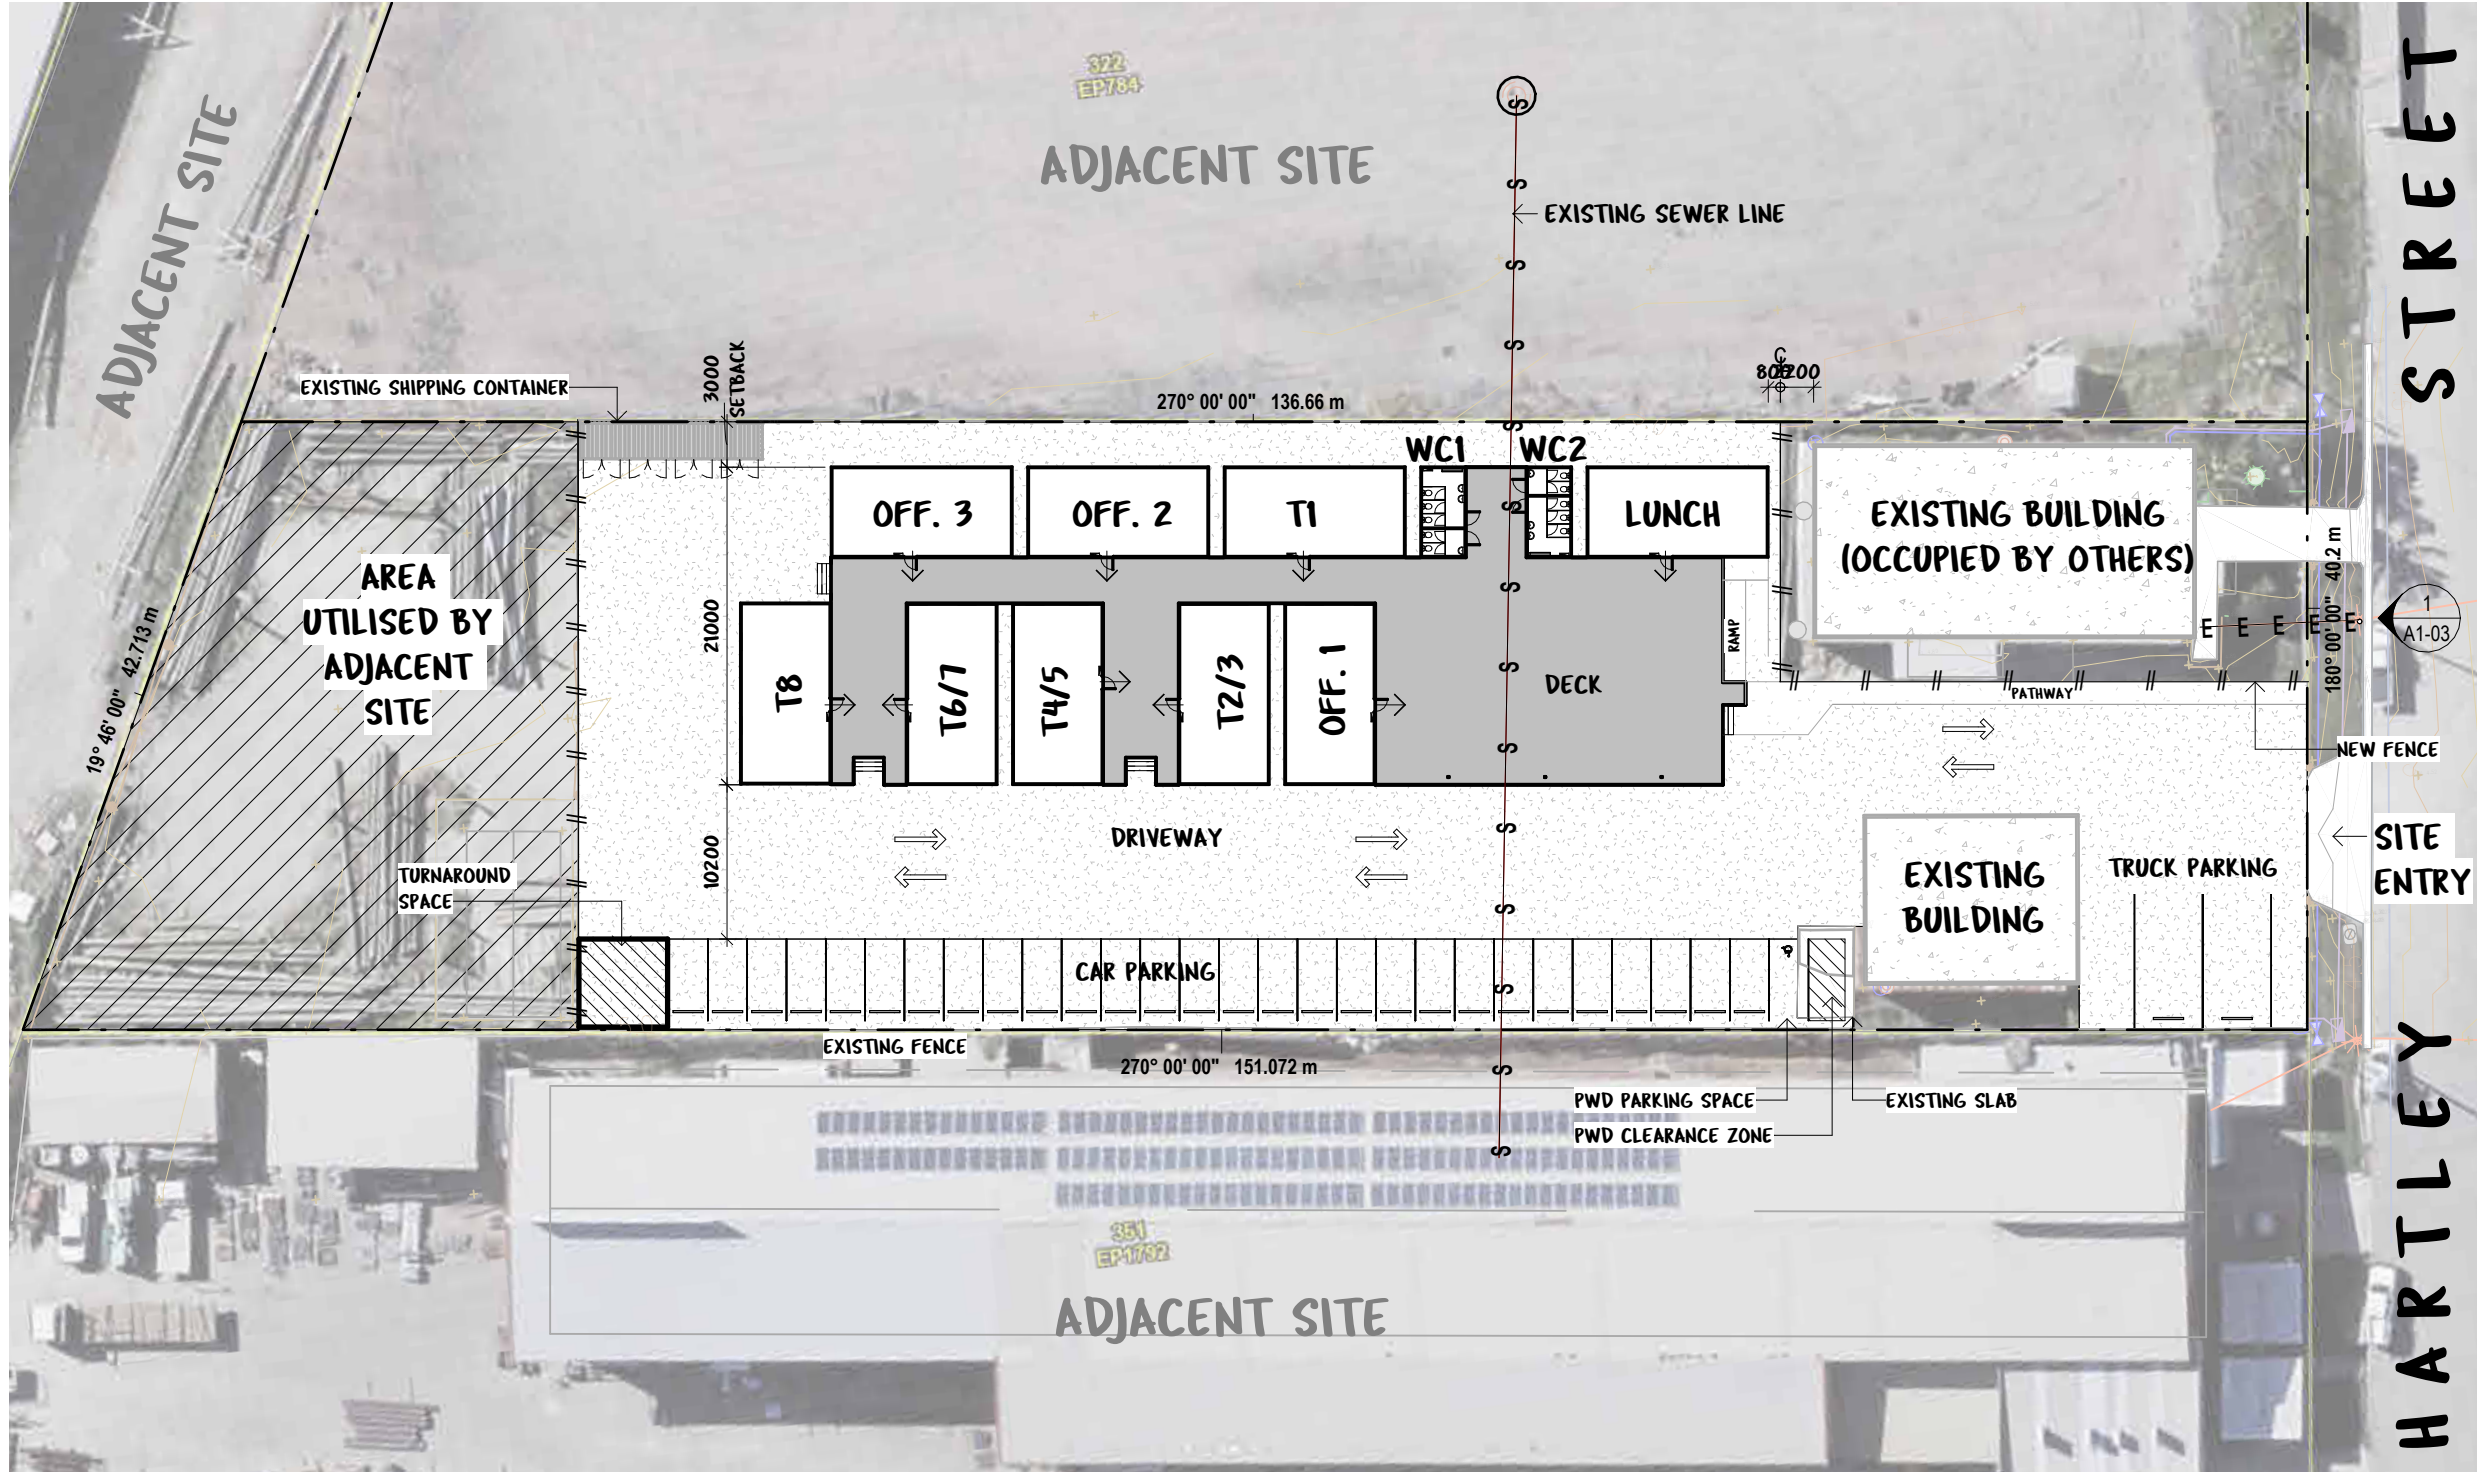 322
EP784
ADJACENT SITE
ADJACENT SITE
S
S
S
S
S
S
S
S
S
S
S
S
S
S
EXISTING SEWER LINE
STREET
EXISTING SHIPPING CONTAINER
3000
SETBACK
270° 00' 00" 136.66 m
WC1
WC2
OFF. 3
OFF. 2
T1
LUNCH
EXISTING BUILDING
(OCCUPIED BY OTHERS)
AREA
UTILISED BY
ADJACENT
SITE
19° 46' 00" 42.713 m
21000
T8
T6/7
T4/5
T2/3
OFF. 1
DECK
RAMP
E
E
E
E
E
180° 00' 00" 40.2 m
1
A1-03
PATHWAY
NEW FENCE
TURNAROUND
SPACE
10200
DRIVEWAY
EXISTING
BUILDING
TRUCK PARKING
SITE
ENTRY
CAR PARKING
EXISTING FENCE
270° 00' 00" 151.072 m
PWD PARKING SPACE
EXISTING SLAB
PWD CLEARANCE ZONE
351
EP1792
ADJACENT SITE
HARTLEY